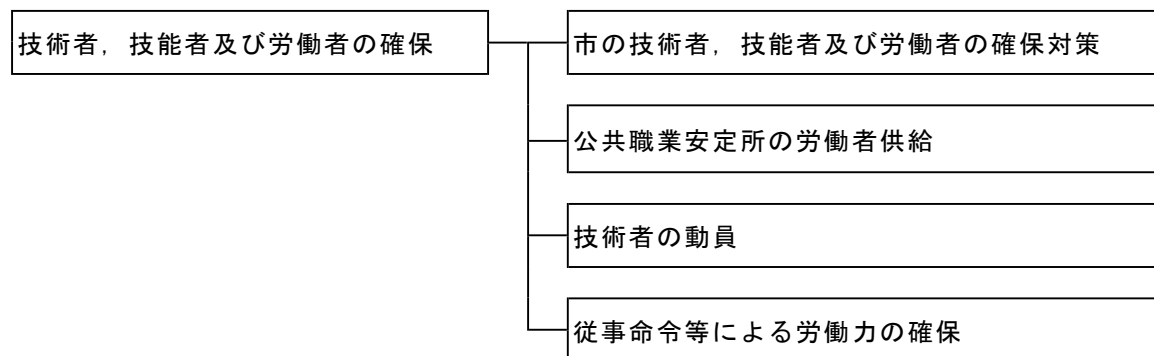 技術者，技能者及び労働者の確保
市の技術者，技能者及び労働者の確保対策
公共職業安定所の労働者供給
技術者の動員
従事命令等による労働力の確保